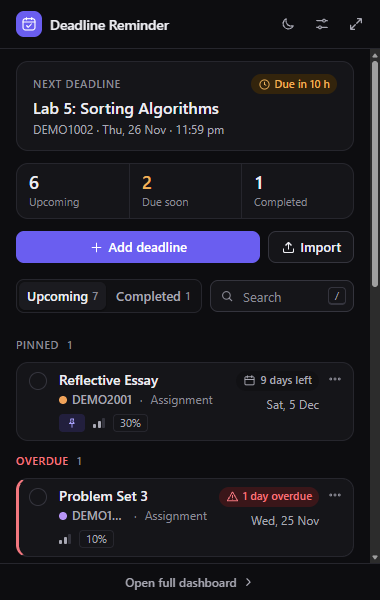 Deadline Reminder
NEXT DEADLINE
Due in 10 h
Lab 5: Sorting Algorithms
DEMO1002 · Thu, 26 Nov · 11:59 pm
6
Upcoming
2
Due soon
1
Completed
+ Add deadline
Import
Upcoming 7
Completed 1
Search
/
PINNED 1
Reflective Essay
9 days left
DEMO2001 · Assignment
Sat, 5 Dec
30%
OVERDUE 1
Problem Set 3
1 day overdue
DEMO1... · Assignment
Wed, 25 Nov
10%
Open full dashboard